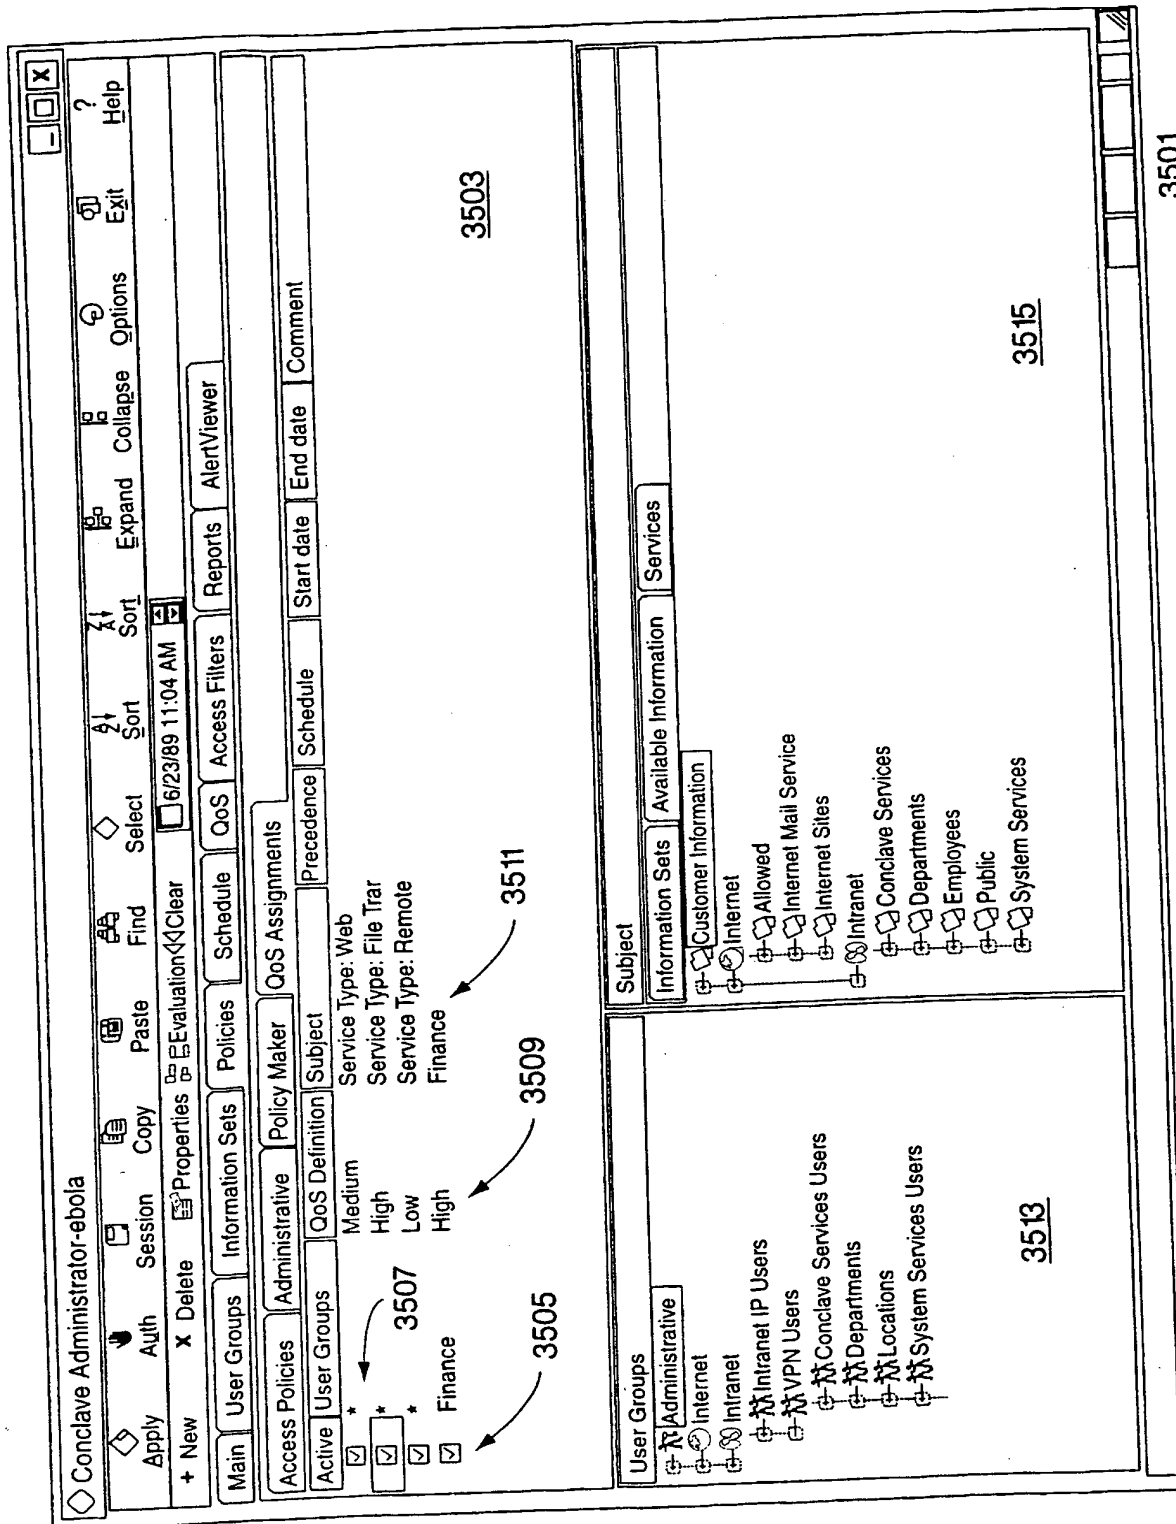 Conclave Administrator-ebola
Apply Auth Session Copy Paste Find Select Sort Sort Expand Collapse Options Exit Help
+ New X Delete Properties Evaluation Clear 6/23/89 11:04 AM
Main User Groups Information Sets Policies Schedule QoS Access Filters Reports AlertViewer
Access Policies Administrative Policy Maker QoS Assignments
Active User Groups QoS Definition Subject Precedence Schedule Start date End date Comment
* Medium Service Type: Web
* High Service Type: File Trar
* Low Service Type: Remote
Finance High Finance
3507
3505
3509
3511
3503
User Groups
Administrative
Internet
Intranet
Intranet IP Users
VPN Users
Conclave Services Users
Departments
Locations
System Services Users
3513
Subject
Information Sets Available Information Services
Customer Information
Internet
Allowed
Internet Mail Service
Internet Sites
Intranet
Conclave Services
Departments
Employees
Public
System Services
3515
3501